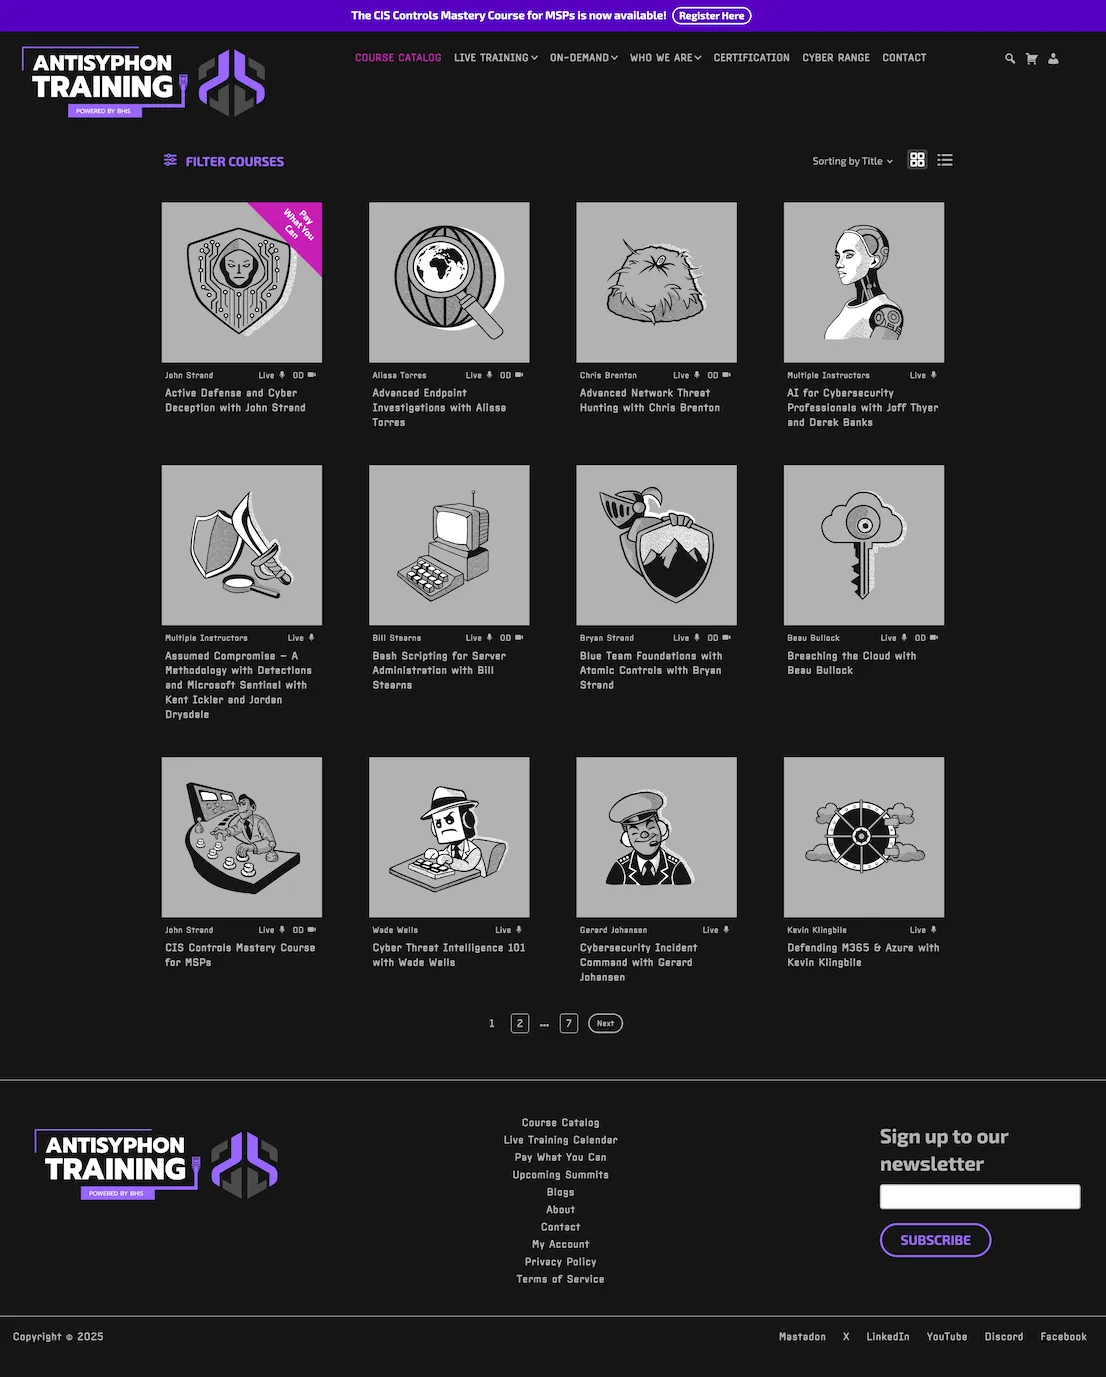 The CIS Controls Mastery Course for MSPs is now available! Register Here
ANTISYPHON
TRAINING
POWERED BY BHIS
COURSE CATALOG LIVE TRAINING ON-DEMAND WHO WE ARE CERTIFICATION CYBER RANGE CONTACT
FILTER COURSES
Sorting by Title
Pay
What You
Can
John Strand Live OD
Active Defense and Cyber
Deception with John Strand
Alissa Torres Live OD
Advanced Endpoint
Investigations with Alissa
Torres
Chris Brenton Live OD
Advanced Network Threat
Hunting with Chris Brenton
Multiple Instructors Live
AI for Cybersecurity
Professionals with Joff Thyer
and Derek Banks
Multiple Instructors Live
Assumed Compromise – A
Methodology with Detections
and Microsoft Sentinel with
Kent Ickler and Jordan
Drysdale
Bill Stearns Live OD
Bash Scripting for Server
Administration with Bill
Stearns
Bryan Strand Live OD
Blue Team Foundations with
Atomic Controls with Bryan
Strand
Beau Bullock Live OD
Breaching the Cloud with
Beau Bullock
John Strand Live OD
CIS Controls Mastery Course
for MSPs
Wade Wells Live
Cyber Threat Intelligence 101
with Wade Wells
Gerard Johansen Live
Cybersecurity Incident
Command with Gerard
Johansen
Kevin Klingbile Live
Defending M365 & Azure with
Kevin Klingbile
1 2 … 7 Next
ANTISYPHON
TRAINING
POWERED BY BHIS
Course Catalog
Live Training Calendar
Pay What You Can
Upcoming Summits
Blogs
About
Contact
My Account
Privacy Policy
Terms of Service
Sign up to our
newsletter
SUBSCRIBE
Copyright © 2025
Mastadon X LinkedIn YouTube Discord Facebook